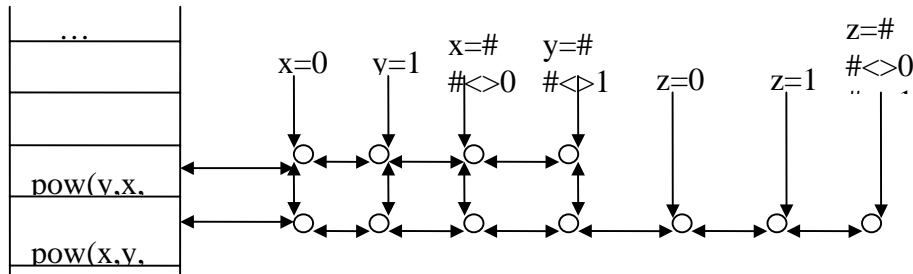 …
x=0
y=1
x=#
#<>0
y=#
#<>1
z=0
z=1
z=#
#<>0
pow(y,x,
pow(x,y,